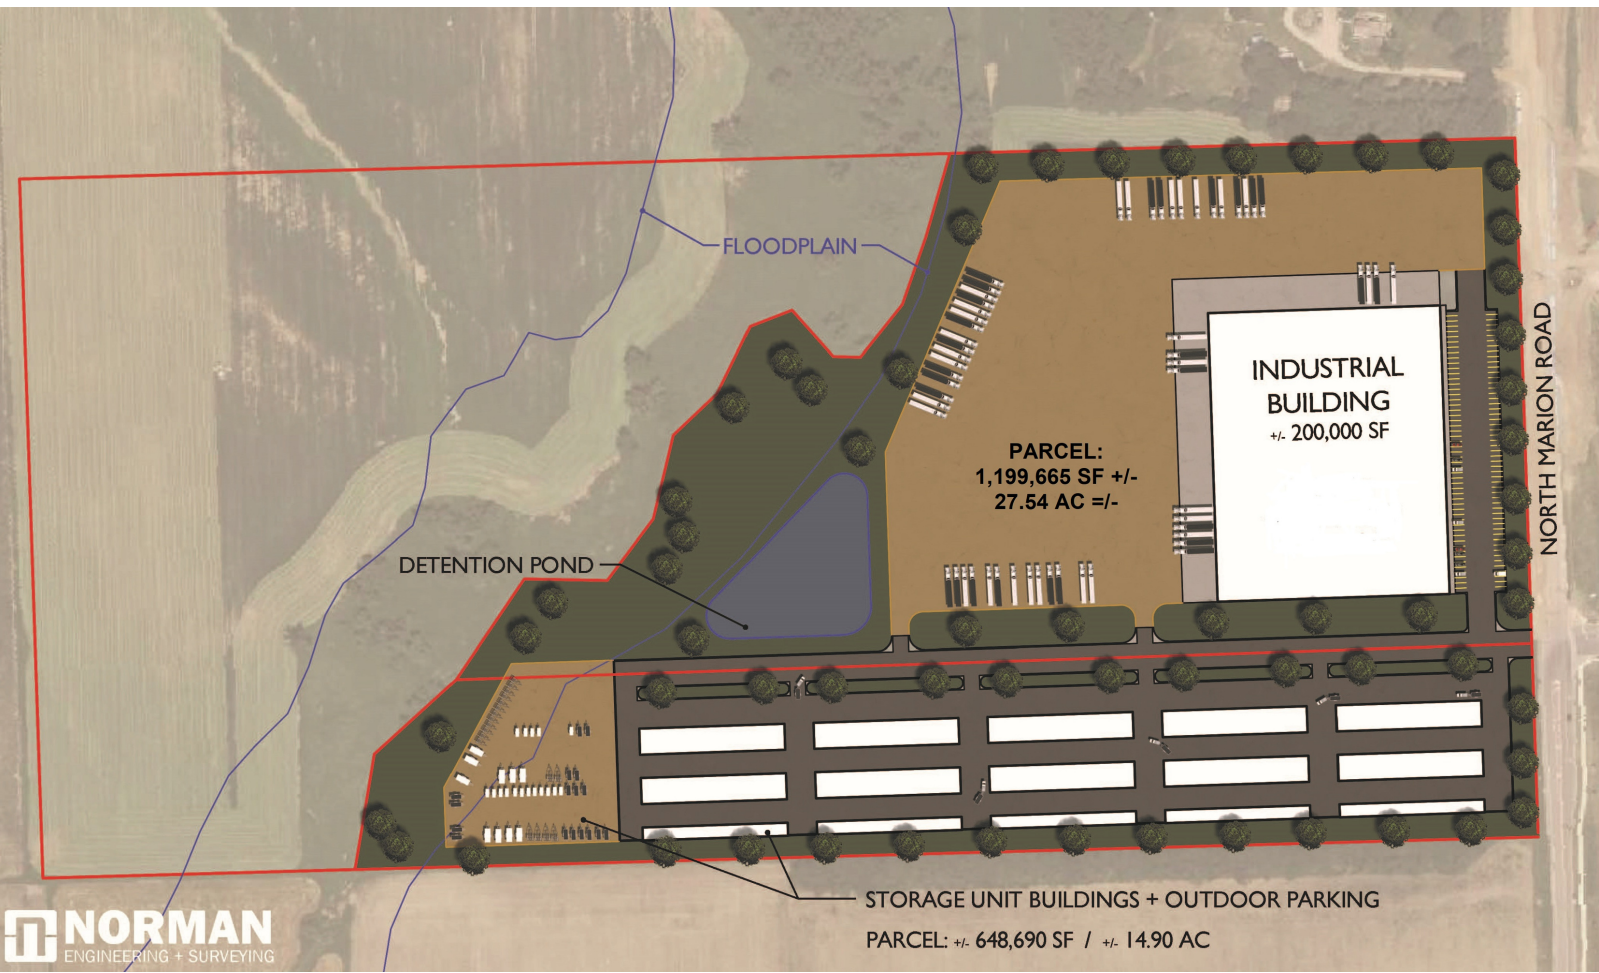 FLOODPLAIN
INDUSTRIAL
BUILDING
+/- 200,000 SF
NORTH MARION ROAD
PARCEL:
1,199,665 SF +/-
27.54 AC =/-
DETENTION POND
STORAGE UNIT BUILDINGS + OUTDOOR PARKING
PARCEL: +/- 648,690 SF / +/- 14.90 AC
NORMAN
ENGINEERING + SURVEYING